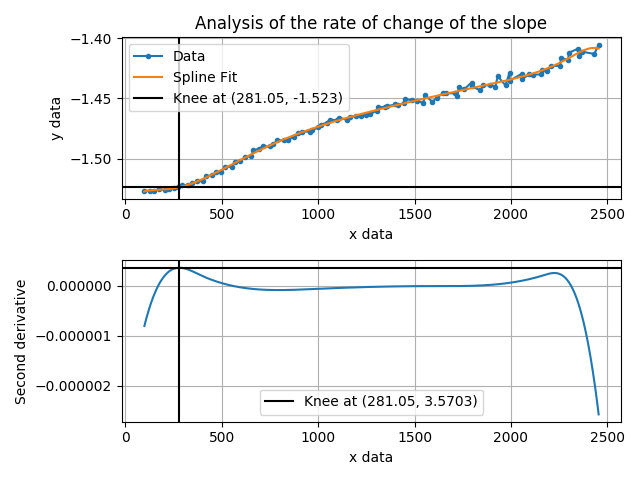 Analysis of the rate of change of the slope
−1.40
−1.45
−1.50
y data
Data
Spline Fit
Knee at (281.05, -1.523)
0 500 1000 1500 2000 2500
x data
0.000000
−0.000001
−0.000002
Second derivative
Knee at (281.05, 3.5703)
0 500 1000 1500 2000 2500
x data